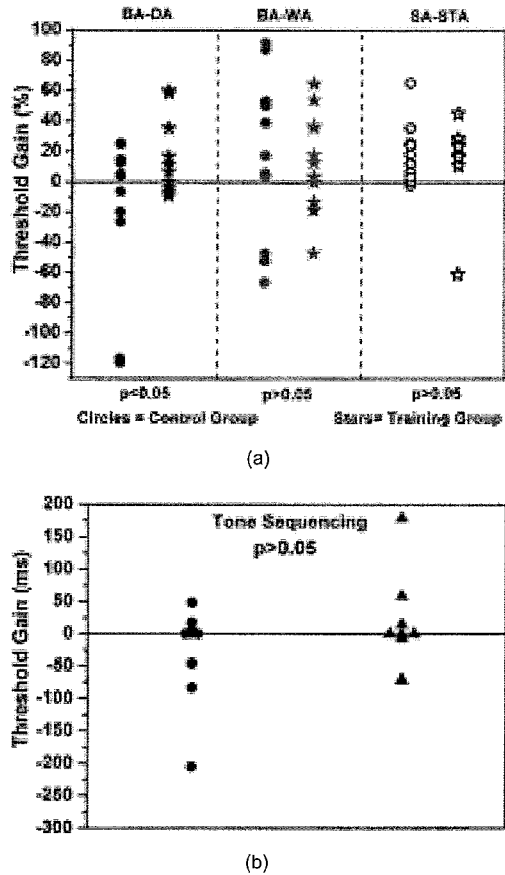 BA-DA BA-WA SA-STA
Threshold Gain (%)
100
80
60
40
20
0
-20
-40
-60
-80
-100
-120
p<0.05 p>0.05 p>0.05
Circles = Control Group Stars= Training Group
(a)
Tone Sequencing
p>0.05
Threshold Gain (ms)
200
150
100
50
0
-50
-100
-150
-200
-250
-300
(b)